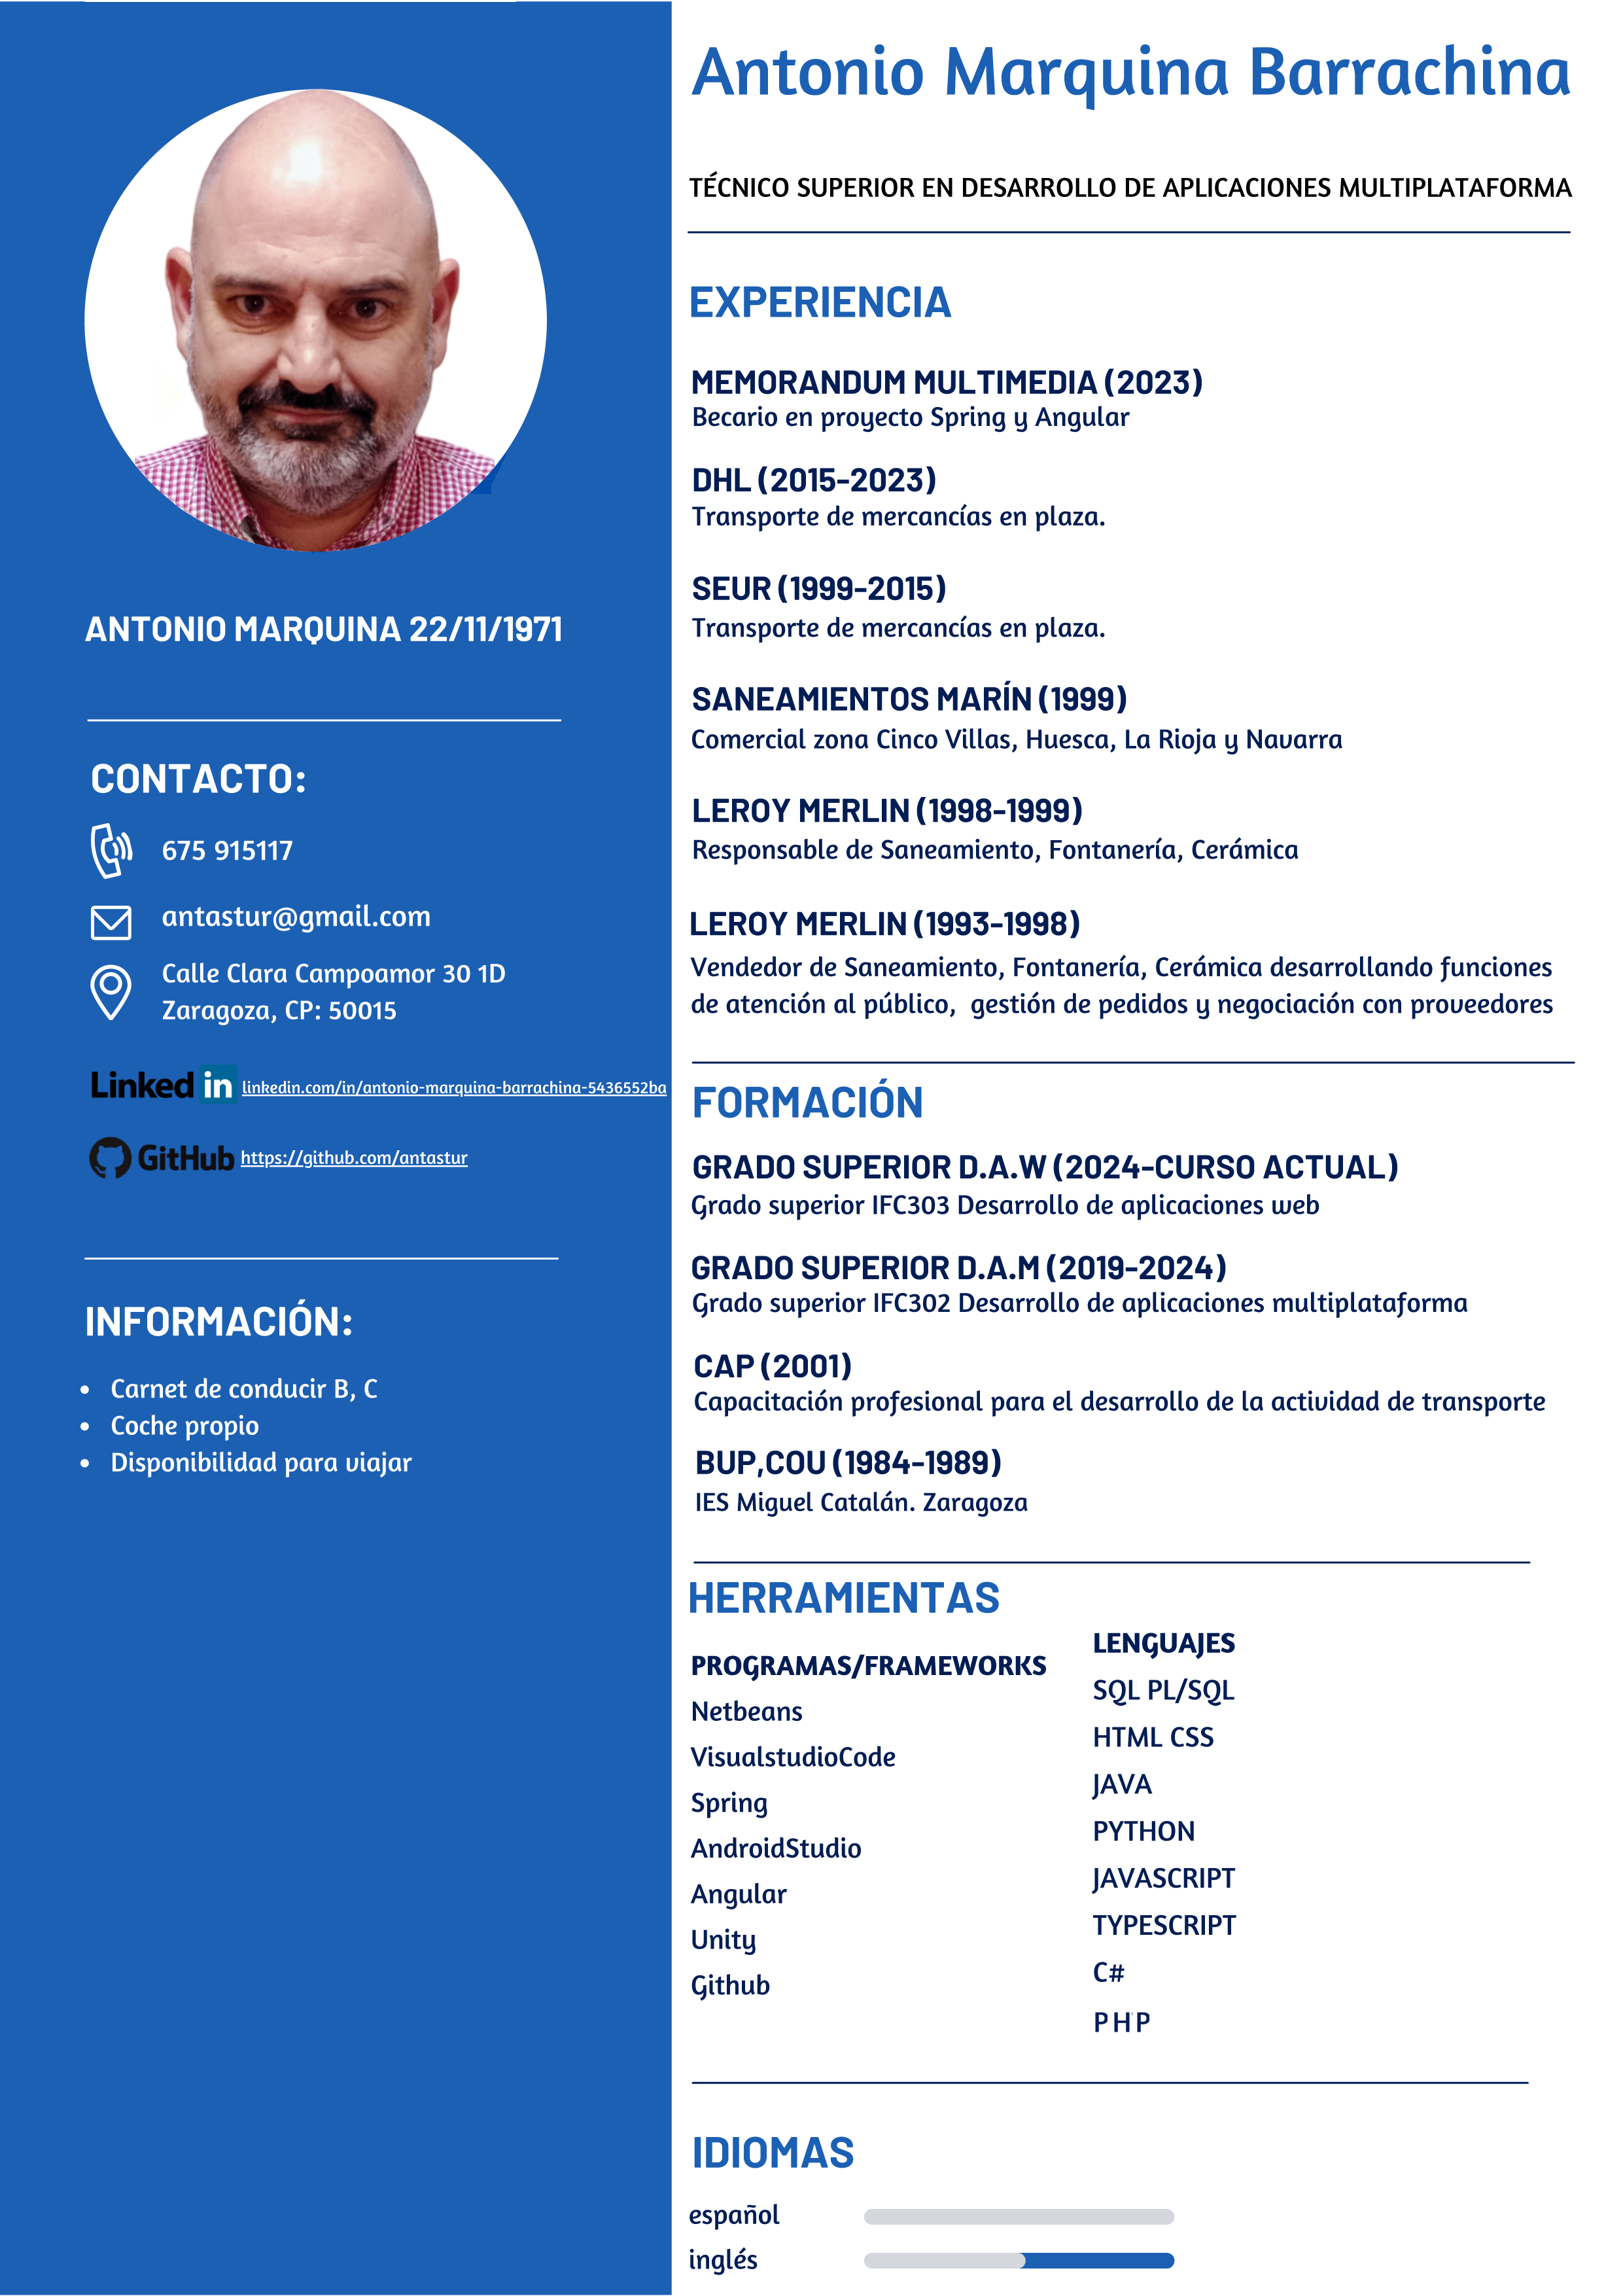 Antonio Marquina Barrachina
TÉCNICO SUPERIOR EN DESARROLLO DE APLICACIONES MULTIPLATAFORMA
ANTONIO MARQUINA 22/11/1971
CONTACTO:
675 915117
antastur@gmail.com
Calle Clara Campoamor 30 1D
Zaragoza, CP: 50015
Linked in linkedin.com/in/antonio-marquina-barrachina-5436552ba
GitHub https://github.com/antastur
INFORMACIÓN:
• Carnet de conducir B, C
• Coche propio
• Disponibilidad para viajar
EXPERIENCIA
MEMORANDUM MULTIMEDIA (2023)
Becario en proyecto Spring y Angular
DHL (2015-2023)
Transporte de mercancías en plaza.
SEUR (1999-2015)
Transporte de mercancías en plaza.
SANEAMIENTOS MARÍN (1999)
Comercial zona Cinco Villas, Huesca, La Rioja y Navarra
LEROY MERLIN (1998-1999)
Responsable de Saneamiento, Fontanería, Cerámica
LEROY MERLIN (1993-1998)
Vendedor de Saneamiento, Fontanería, Cerámica desarrollando funciones
de atención al público, gestión de pedidos y negociación con proveedores
FORMACIÓN
GRADO SUPERIOR D.A.W (2024-CURSO ACTUAL)
Grado superior IFC303 Desarrollo de aplicaciones web
GRADO SUPERIOR D.A.M (2019-2024)
Grado superior IFC302 Desarrollo de aplicaciones multiplataforma
CAP (2001)
Capacitación profesional para el desarrollo de la actividad de transporte
BUP,COU (1984-1989)
IES Miguel Catalán. Zaragoza
HERRAMIENTAS
PROGRAMAS/FRAMEWORKS
Netbeans
VisualstudioCode
Spring
AndroidStudio
Angular
Unity
Github
LENGUAJES
SQL PL/SQL
HTML CSS
JAVA
PYTHON
JAVASCRIPT
TYPESCRIPT
C#
PHP
IDIOMAS
español
inglés